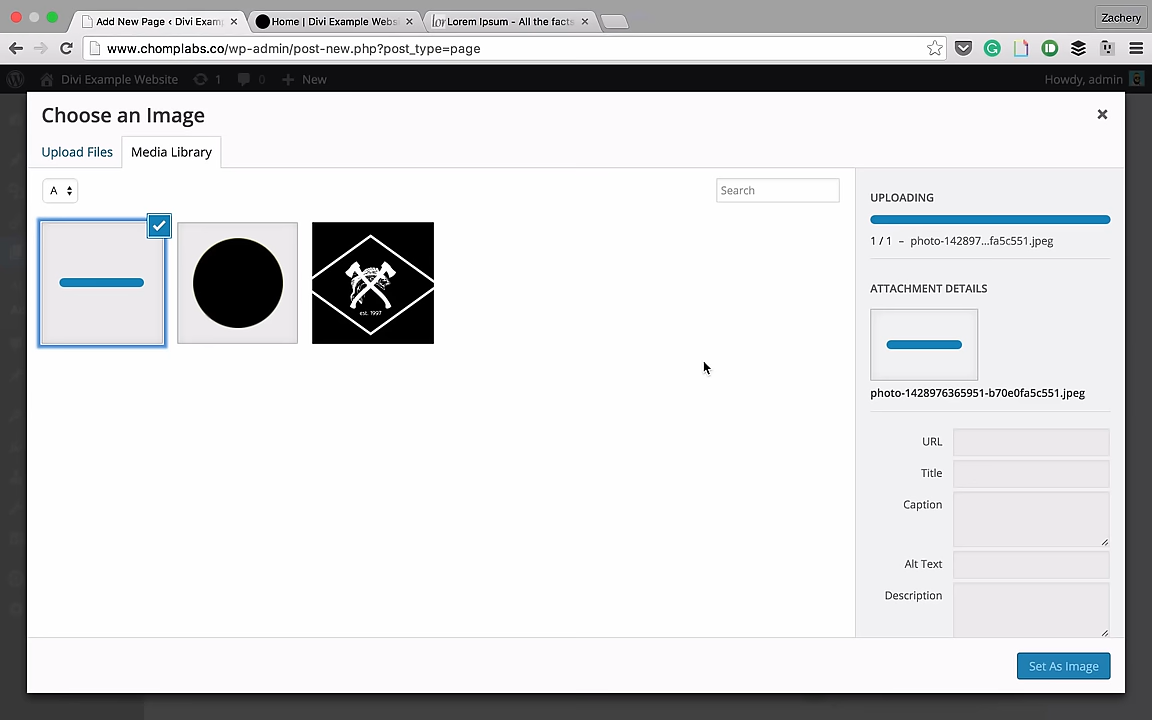 Add New Page ‹ Divi Exam
Home | Divi Example Websi
lor Lorem Ipsum - All the facts
Zachery
www.chomplabs.co/wp-admin/post-new.php?post_type=page
Divi Example Website 1 0 New
Howdy, admin
Choose an Image
Upload Files
Media Library
A
Search
est. 1997
UPLOADING
1 / 1 – photo-142897...fa5c551.jpeg
ATTACHMENT DETAILS
photo-1428976365951-b70e0fa5c551.jpeg
URL
Title
Caption
Alt Text
Description
Set As Image